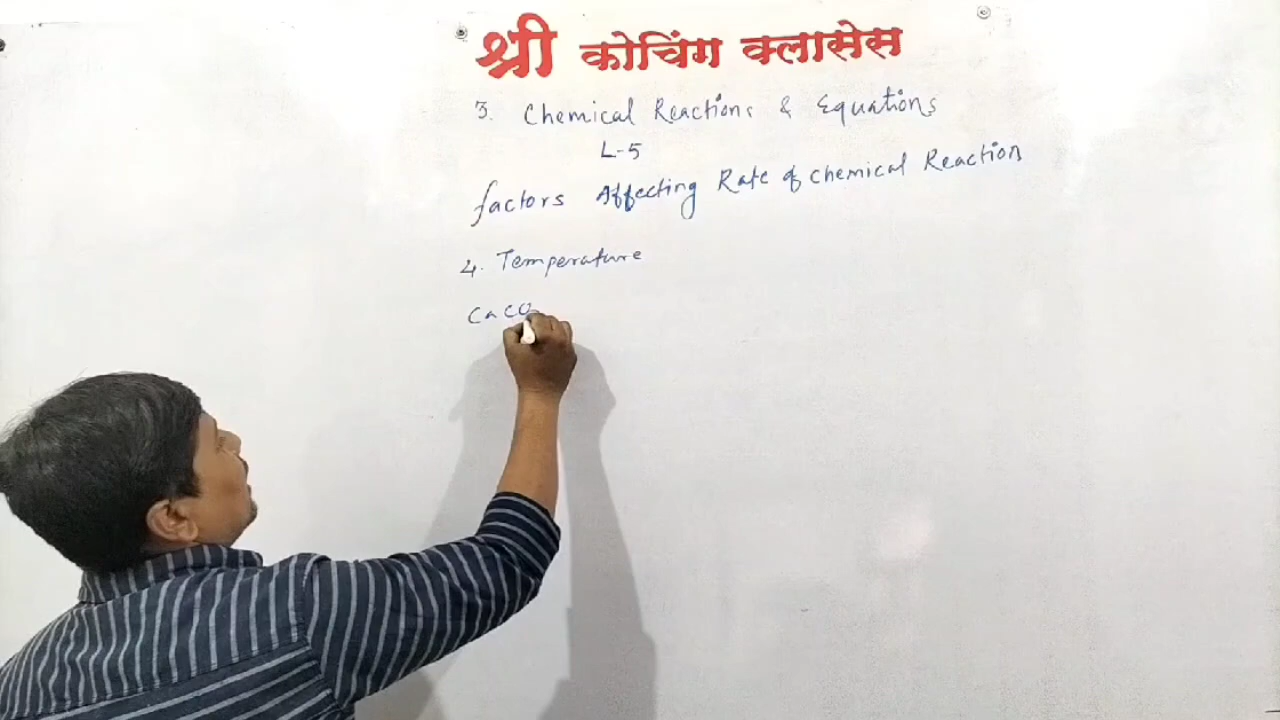 श्री कोचिंग क्लासेस
3. Chemical Reactions & Equations
L-5
factors Affecting Rate of chemical Reaction
4. Temperature
CaCO